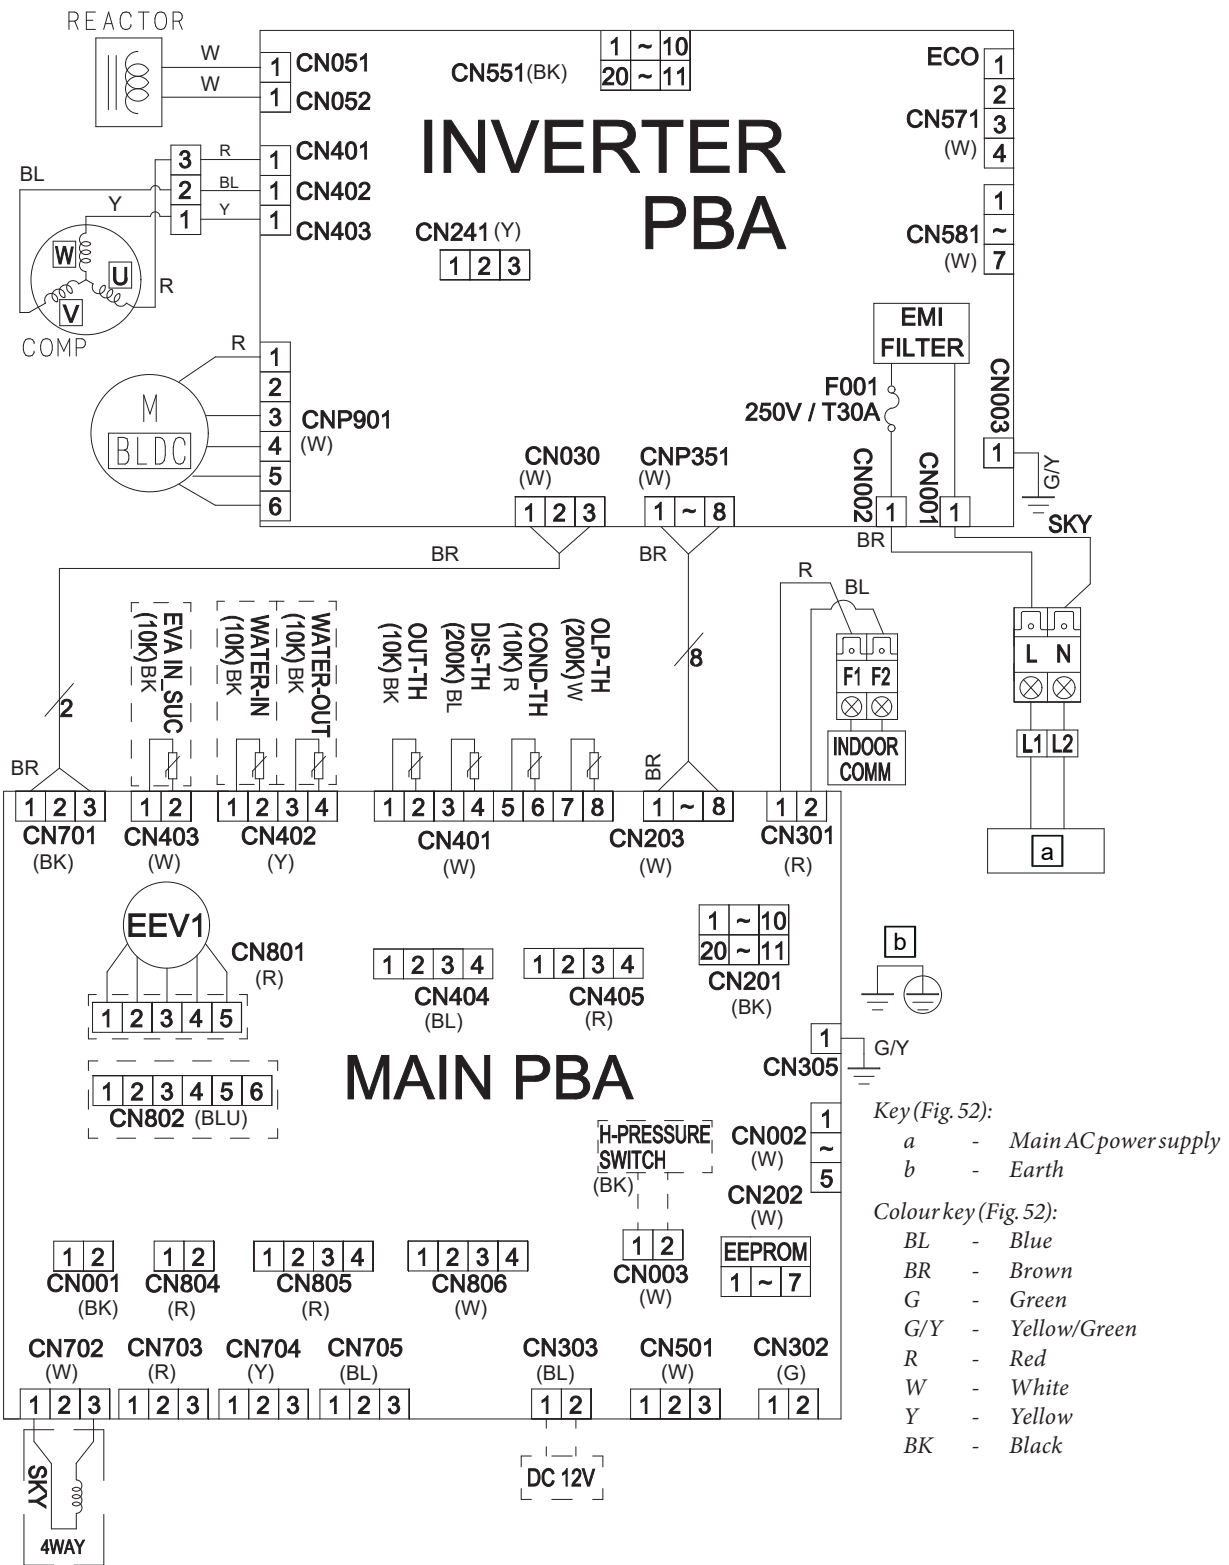 REACTOR
W
W
1 CN051
1 CN052
CN551(BK)
1 ~ 10
20 ~ 11
ECO 1
2
CN571 3
(W) 4
1
CN581 ~
(W) 7
INVERTER
PBA
3 R 1 CN401
BL 2 BL 1 CN402
Y 1 Y 1 CN403
W
U
V
R
COMP
CN241 (Y)
1 2 3
EMI
FILTER
F001
250V / T30A
CN003
1
G/Y
R 1
2
3 CNP901
4 (W)
5
6
M
BLDC
CN030
(W)
1 2 3
CNP351
(W)
1 ~ 8
CN002
1
CN001
1
SKY
BR
BR
BR
R
BL
EVA IN_SUC
(10K) BK
WATER-IN
(10K) BK
WATER-OUT
(10K) BK
OUT-TH
(10K) BK
DIS-TH
(200K) BL
COND-TH
(10K) R
OLP-TH
(200K) W
8
2
F1 F2
INDOOR
COMM
L N
L1 L2
a
BR
BR
1 2 3
CN701
(BK)
1 2
CN403
(W)
1 2 3 4
CN402
(Y)
1 2 3 4 5 6 7 8
CN401
(W)
1 ~ 8
CN203
(W)
1 2
CN301
(R)
EEV1
CN801
(R)
1 2 3 4 5
1 2 3 4
CN404
(BL)
1 2 3 4
CN405
(R)
1 ~ 10
20 ~ 11
CN201
(BK)
b
1
CN305
G/Y
1 2 3 4 5 6
CN802 (BLU)
MAIN PBA
H-PRESSURE
SWITCH
(BK)
1
CN002 ~
(W) 5
CN202
(W)
EEPROM
1 ~ 7
1 2
CN003
(W)
1 2
CN001
(BK)
1 2
CN804
(R)
1 2 3 4
CN805
(R)
1 2 3 4
CN806
(W)
CN702
(W)
1 2 3
CN703
(R)
1 2 3
CN704
(Y)
1 2 3
CN705
(BL)
1 2 3
CN303
(BL)
1 2
CN501
(W)
1 2 3
CN302
(G)
1 2
SKY
4WAY
DC 12V
Key (Fig. 52):
a - Main AC power supply
b - Earth
Colour key (Fig. 52):
BL - Blue
BR - Brown
G - Green
G/Y - Yellow/Green
R - Red
W - White
Y - Yellow
BK - Black